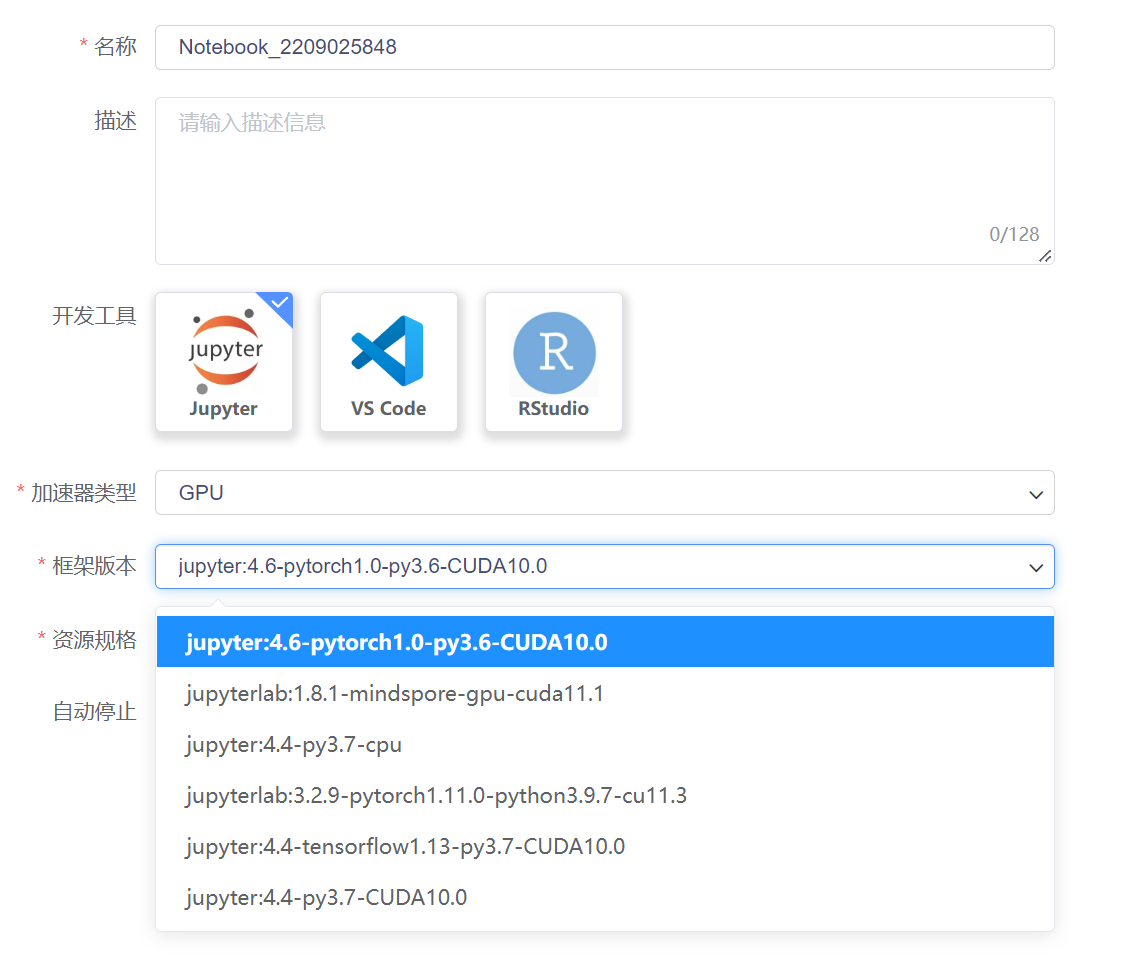 * 名称 Notebook_2209025848
描述 请输入描述信息
0/128
开发工具
jupyter
R
Jupyter VS Code RStudio
* 加速器类型 GPU
* 框架版本 jupyter:4.6-pytorch1.0-py3.6-CUDA10.0
* 资源规格 jupyter:4.6-pytorch1.0-py3.6-CUDA10.0
jupyterlab:1.8.1-mindspore-gpu-cuda11.1
自动停止
jupyter:4.4-py3.7-cpu
jupyterlab:3.2.9-pytorch1.11.0-python3.9.7-cu11.3
jupyter:4.4-tensorflow1.13-py3.7-CUDA10.0
jupyter:4.4-py3.7-CUDA10.0